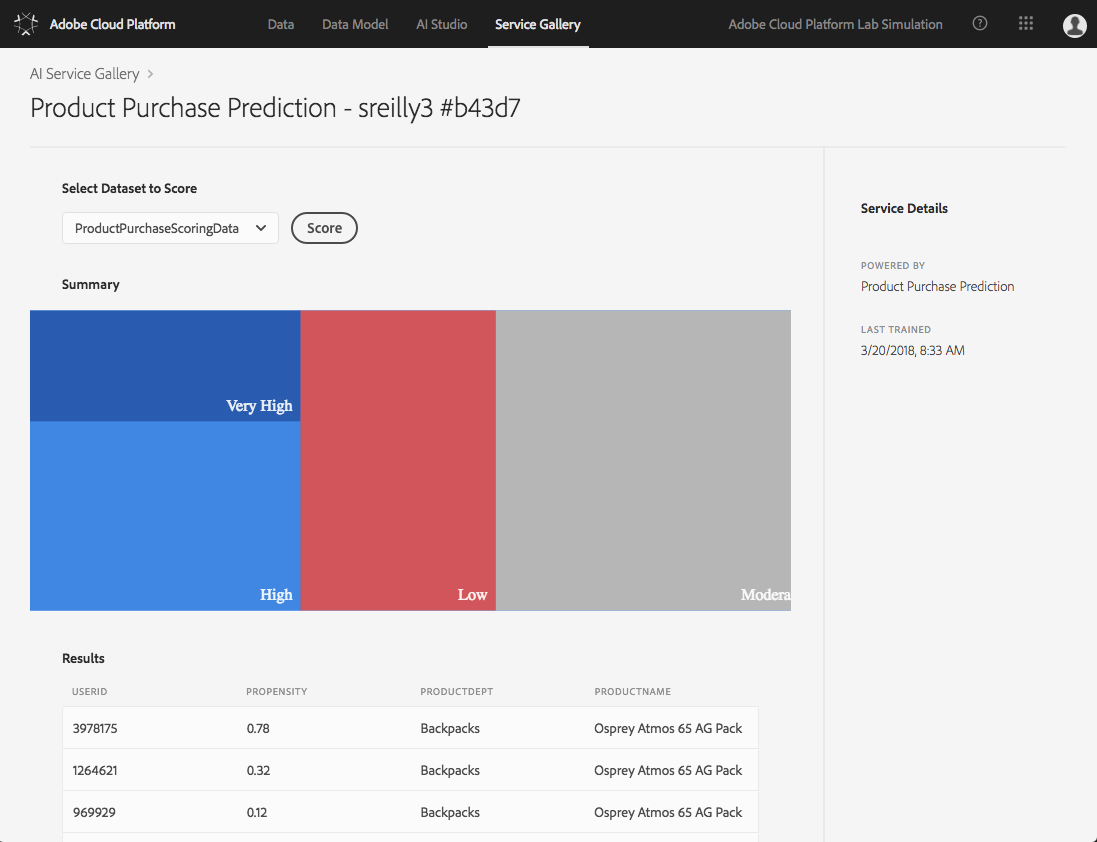 Adobe Cloud Platform Data Data Model AI Studio Service Gallery Adobe Cloud Platform Lab Simulation ?
AI Service Gallery >
Product Purchase Prediction - sreilly3 #b43d7
Select Dataset to Score
ProductPurchaseScoringData Score
Summary
Very High
High
Low
Modera
Service Details
POWERED BY
Product Purchase Prediction
LAST TRAINED
3/20/2018, 8:33 AM
Results
USERID PROPENSITY PRODUCTDEPT PRODUCTNAME
3978175 0.78 Backpacks Osprey Atmos 65 AG Pack
1264621 0.32 Backpacks Osprey Atmos 65 AG Pack
969929 0.12 Backpacks Osprey Atmos 65 AG Pack